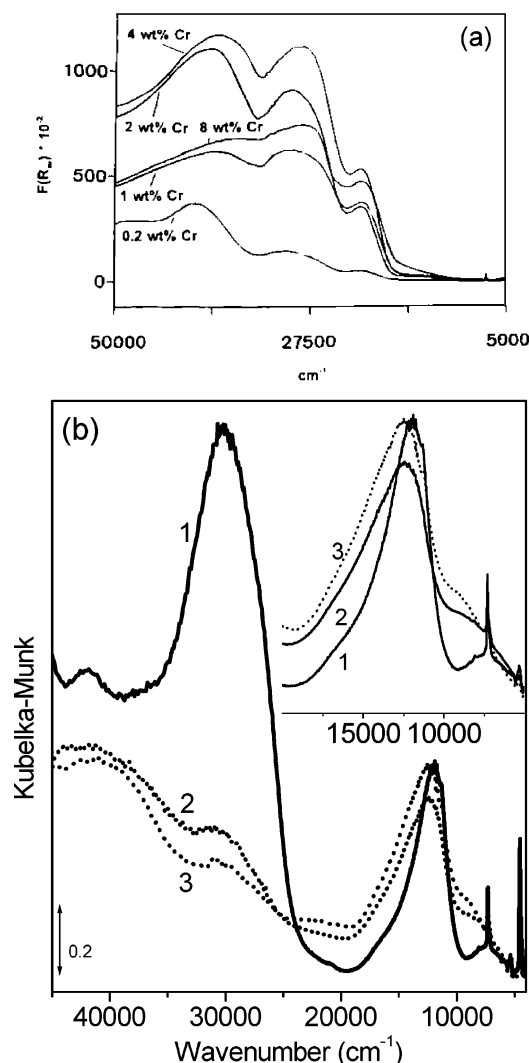 (a)
4 wt% Cr
1000
2 wt% Cr
8 wt% Cr
F(R∞) * 10⁻²
500
1 wt% Cr
0.2 wt% Cr
0
50000 27500 5000
cm⁻¹
(b)
1
3
2
1
15000 10000
Kubelka-Munk
2
3
0.2
40000 30000 20000 10000
Wavenumber (cm⁻¹)